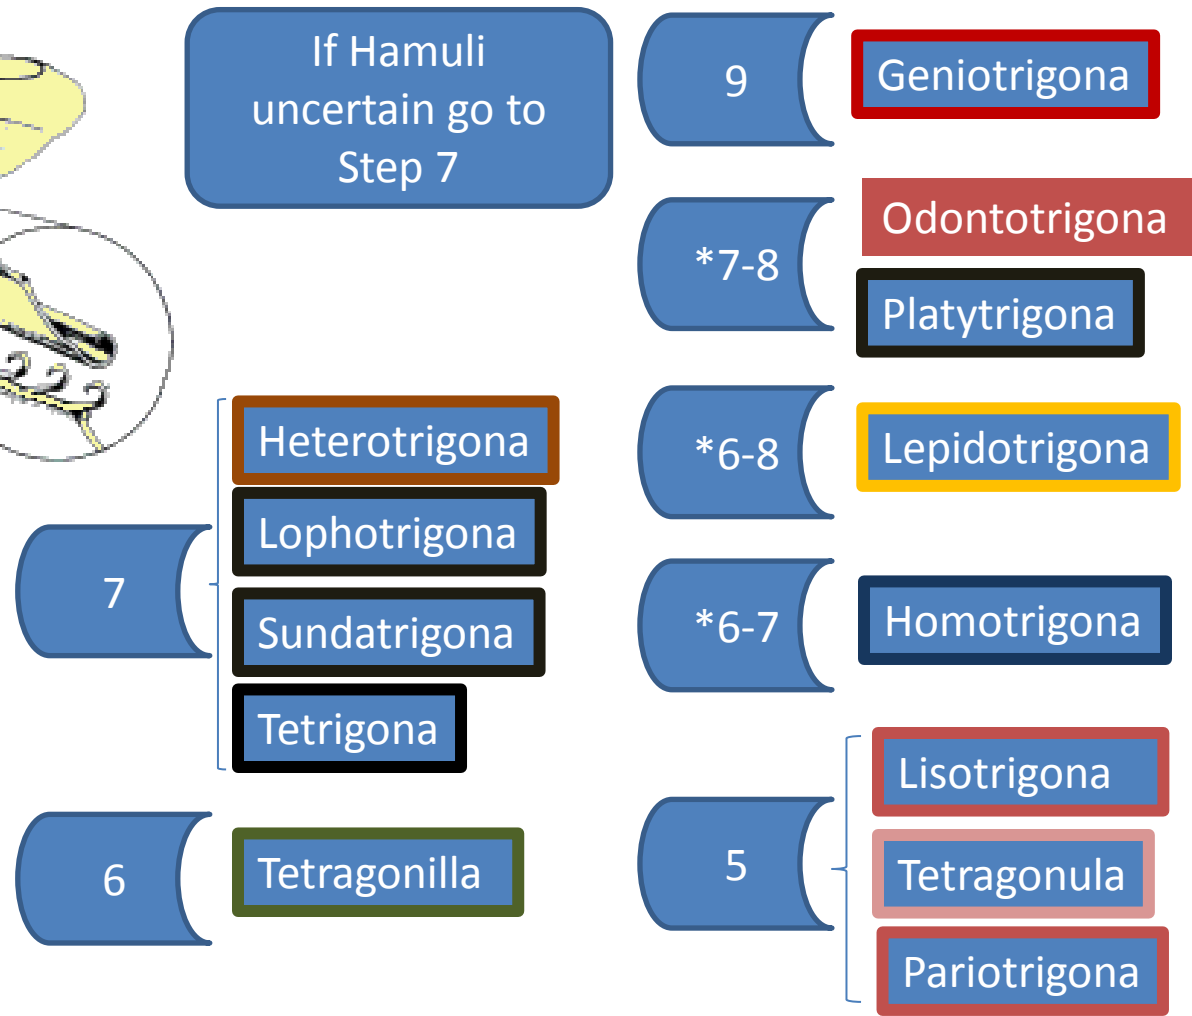 If Hamuli
uncertain go to
Step 7
9
Geniotrigona
*7-8
Odontotrigona
Platytrigona
*6-8
Lepidotrigona
*6-7
Homotrigona
7
Heterotrigona
Lophotrigona
Sundatrigona
Tetrigona
6
Tetragonilla
5
Lisotrigona
Tetragonula
Pariotrigona